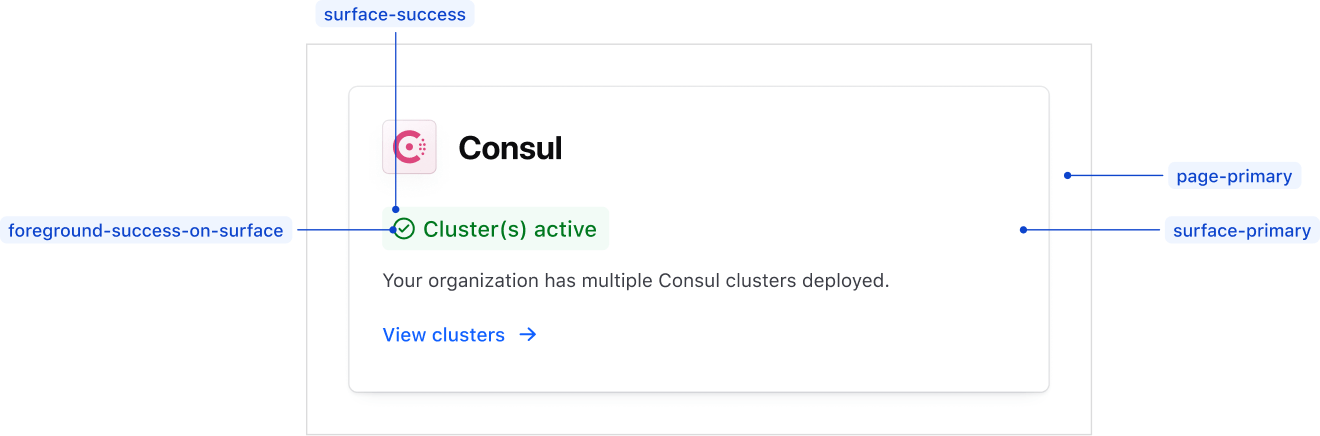 surface-success
Consul
page-primary
foreground-success-on-surface
Cluster(s) active
surface-primary
Your organization has multiple Consul clusters deployed.
View clusters